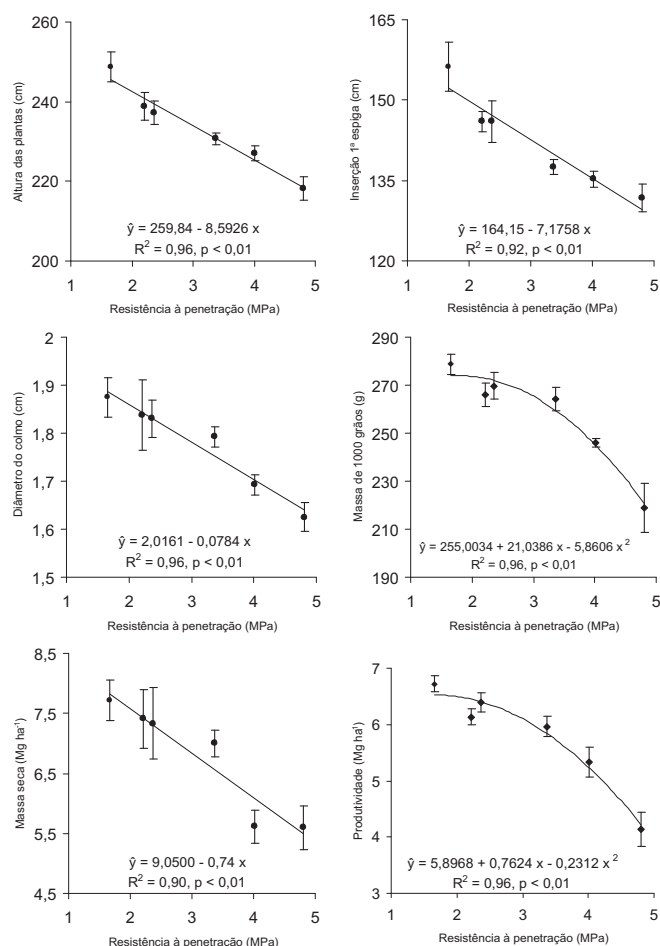 260
240
220
200
Altura das plantas (cm)
ŷ = 259,84 - 8,5926 x
R² = 0,96, p < 0,01
1 2 3 4 5
Resistência à penetração (MPa)
165
150
135
120
Inserção 1ª espiga (cm)
ŷ = 164,15 - 7,1758 x
R² = 0,92, p < 0,01
1 2 3 4 5
Resistência à penetração (MPa)
2
1,9
1,8
1,7
1,6
1,5
Diâmetro do colmo (cm)
ŷ = 2,0161 - 0,0784 x
R² = 0,96, p < 0,01
1 2 3 4 5
Resistência à penetração (MPa)
290
270
250
230
210
190
Massa de 1000 grãos (g)
ŷ = 255,0034 + 21,0386 x - 5,8606 x²
R² = 0,96, p < 0,01
1 2 3 4 5
Resistência à penetração (MPa)
8,5
7,5
6,5
5,5
4,5
Massa seca (Mg ha⁻¹)
ŷ = 9,0500 - 0,74 x
R² = 0,90, p < 0,01
1 2 3 4 5
Resistência à penetração (MPa)
7
6
5
4
3
Produtividade (Mg ha¹)
ŷ = 5,8968 + 0,7624 x - 0,2312 x²
R² = 0,96, p < 0,01
1 2 3 4 5
Resistência à penetração (MPa)